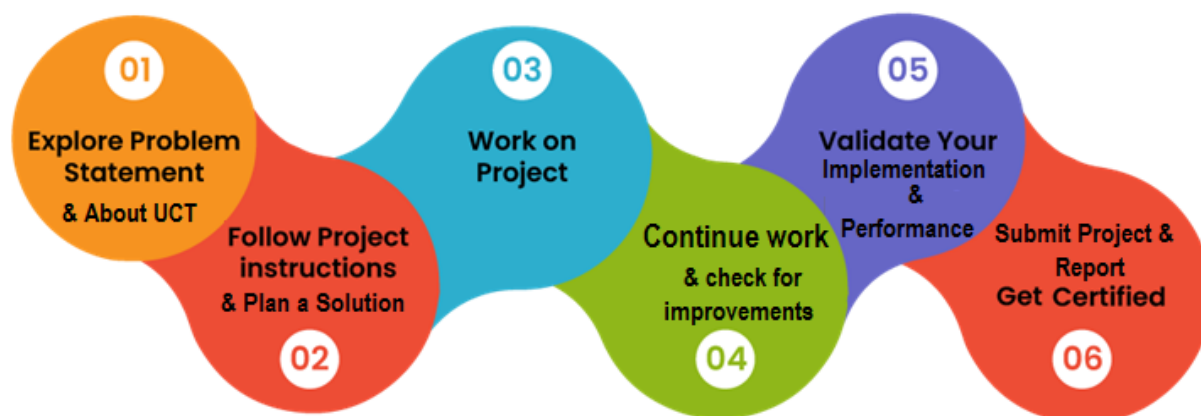 01
Explore Problem
Statement
& About UCT
Follow Project
instructions
& Plan a Solution
02
03
Work on
Project
Continue work
& check for
improvements
04
05
Validate Your
Implementation
&
Performance
Submit Project &
Report
Get Certified
06